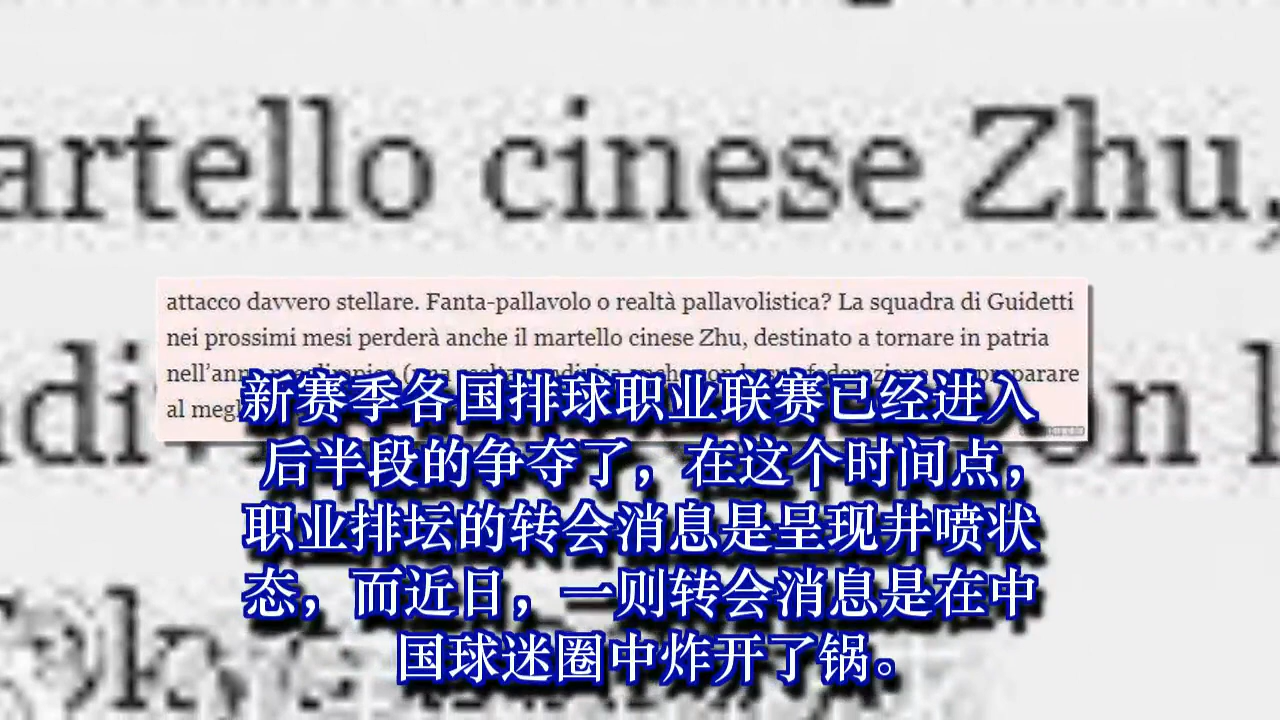 artello cinese Zhu,
attacco davvero stellare. Fanta-pallavolo o realtà pallavolistica? La squadra di Guidetti
nei prossimi mesi perderà anche il martello cinese Zhu, destinato a tornare in patria
nell'anno
al meg
新赛季各国排球职业联赛已经进入
后半段的争夺了，在这个时间点，
职业排坛的转会消息是呈现井喷状
态，而近日，一则转会消息是在中
国球迷圈中炸开了锅。